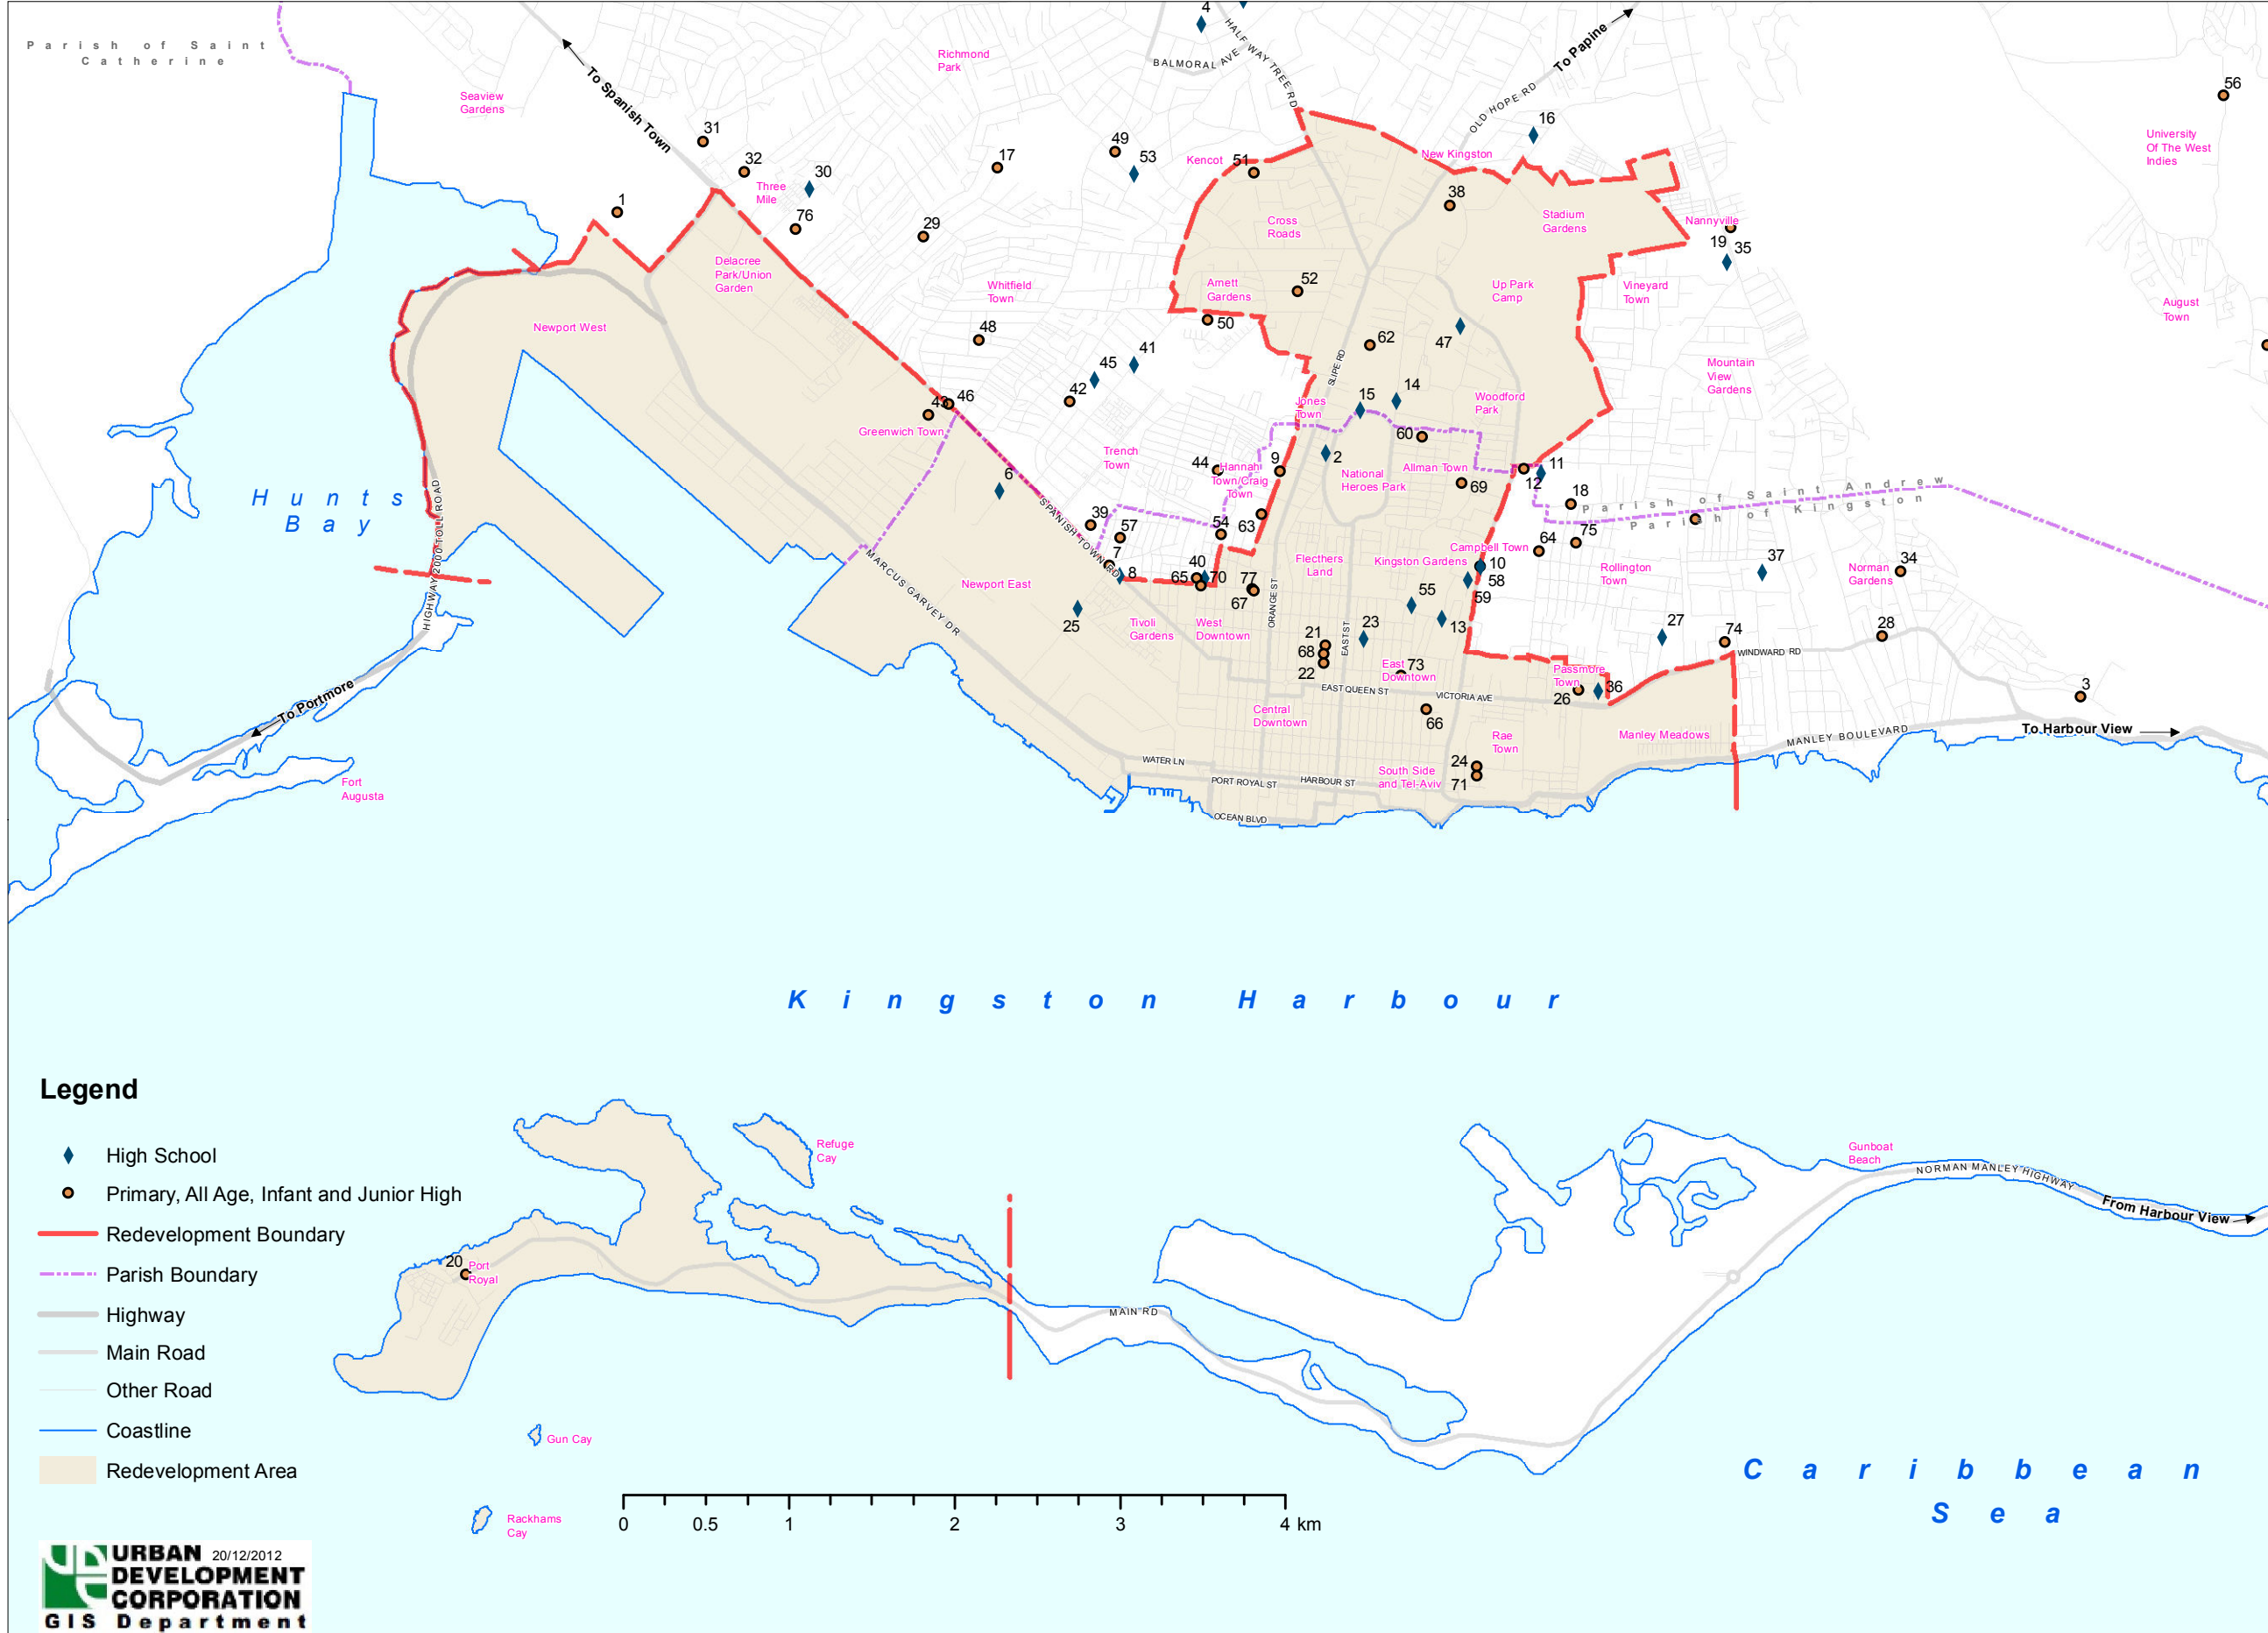 4
HALF WAY TREE RD
Parish of Saint
Catherine
Richmond
Park
BALMORAL AVE
To Papine
To Spanish Town
Seaview
Gardens
OLD HOPE RD
56
31
16
University
Of The West
Indies
32
17
49
53
Kencot
51
New Kingston
30
Three
Mile
1
76
29
38
Cross
Roads
Stadium
Gardens
Nannyville
19
35
Delacree
Park/Union
Garden
Whitfield
Town
Arnett
Gardens
52
Up Park
Camp
Vineyard
Town
August
Town
Newport West
48
50
62
47
41
45
SLIPE RD
Mountain
View
Gardens
43
46
42
Jones
Town
15
14
Woodford
Park
Greenwich Town
60
Trench
Town
44
Hannah
Town/Craig
Town
9
2
National
Heroes Park
Allman Town
69
12
11
6
18
Parish of Saint Andrew
Parish of Kingston
Hunts
Bay
HIGHWAY 2000 TOLL ROAD
SPANISH TOWN RD
39
57
54
63
7
8
40
65
70
77
67
Flecthers
Land
Kingston Gardens
Campbell Town
64
75
10
58
59
Rollington
Town
37
Norman
Gardens
34
MARCUS GARVEY DR
Newport East
25
Tivoli
Gardens
West
Downtown
ORANGE ST
EAST ST
55
13
23
21
68
22
27
74
28
WINDWARD RD
East
Downtown
73
Passmore
Town
26
36
3
EAST QUEEN ST
VICTORIA AVE
To Portmore
Central
Downtown
66
Rae
Town
Manley Meadows
MANLEY BOULEVARD
To Harbour View
WATER LN
PORT ROYAL ST
HARBOUR ST
South Side
and Tel-Aviv
24
71
Fort
Augusta
OCEAN BLVD
Kingston Harbour
Legend
High School
Primary, All Age, Infant and Junior High
Redevelopment Boundary
Parish Boundary
Highway
Main Road
Other Road
Coastline
Redevelopment Area
Refuge
Cay
Gunboat
Beach
NORMAN MANLEY HIGHWAY
From Harbour View
20
Port
Royal
MAIN RD
Gun Cay
Rackhams
Cay
Caribbean
Sea
0 0.5 1 2 3 4 km
URBAN 20/12/2012
DEVELOPMENT
CORPORATION
GIS Department